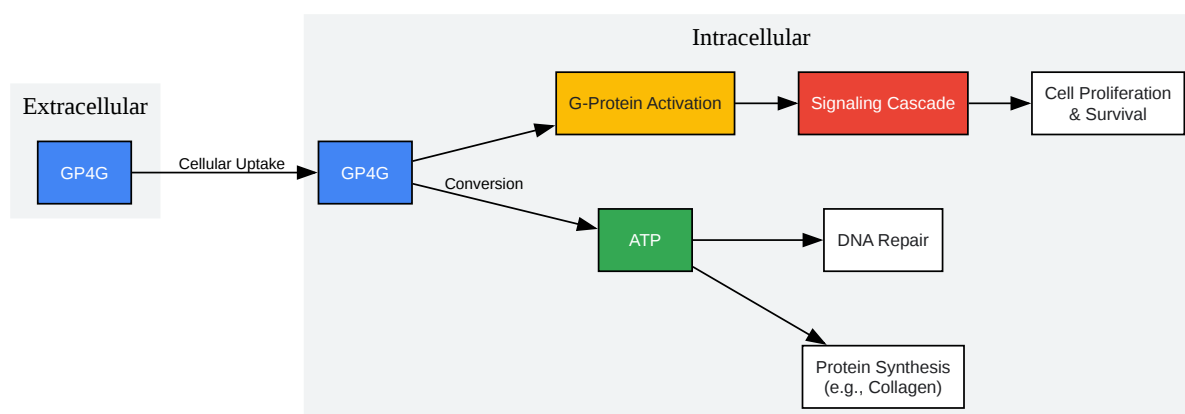 Intracellular
Extracellular
GP4G
Cellular Uptake
GP4G
G-Protein Activation
Signaling Cascade
Cell Proliferation
& Survival
Conversion
ATP
DNA Repair
Protein Synthesis
(e.g., Collagen)